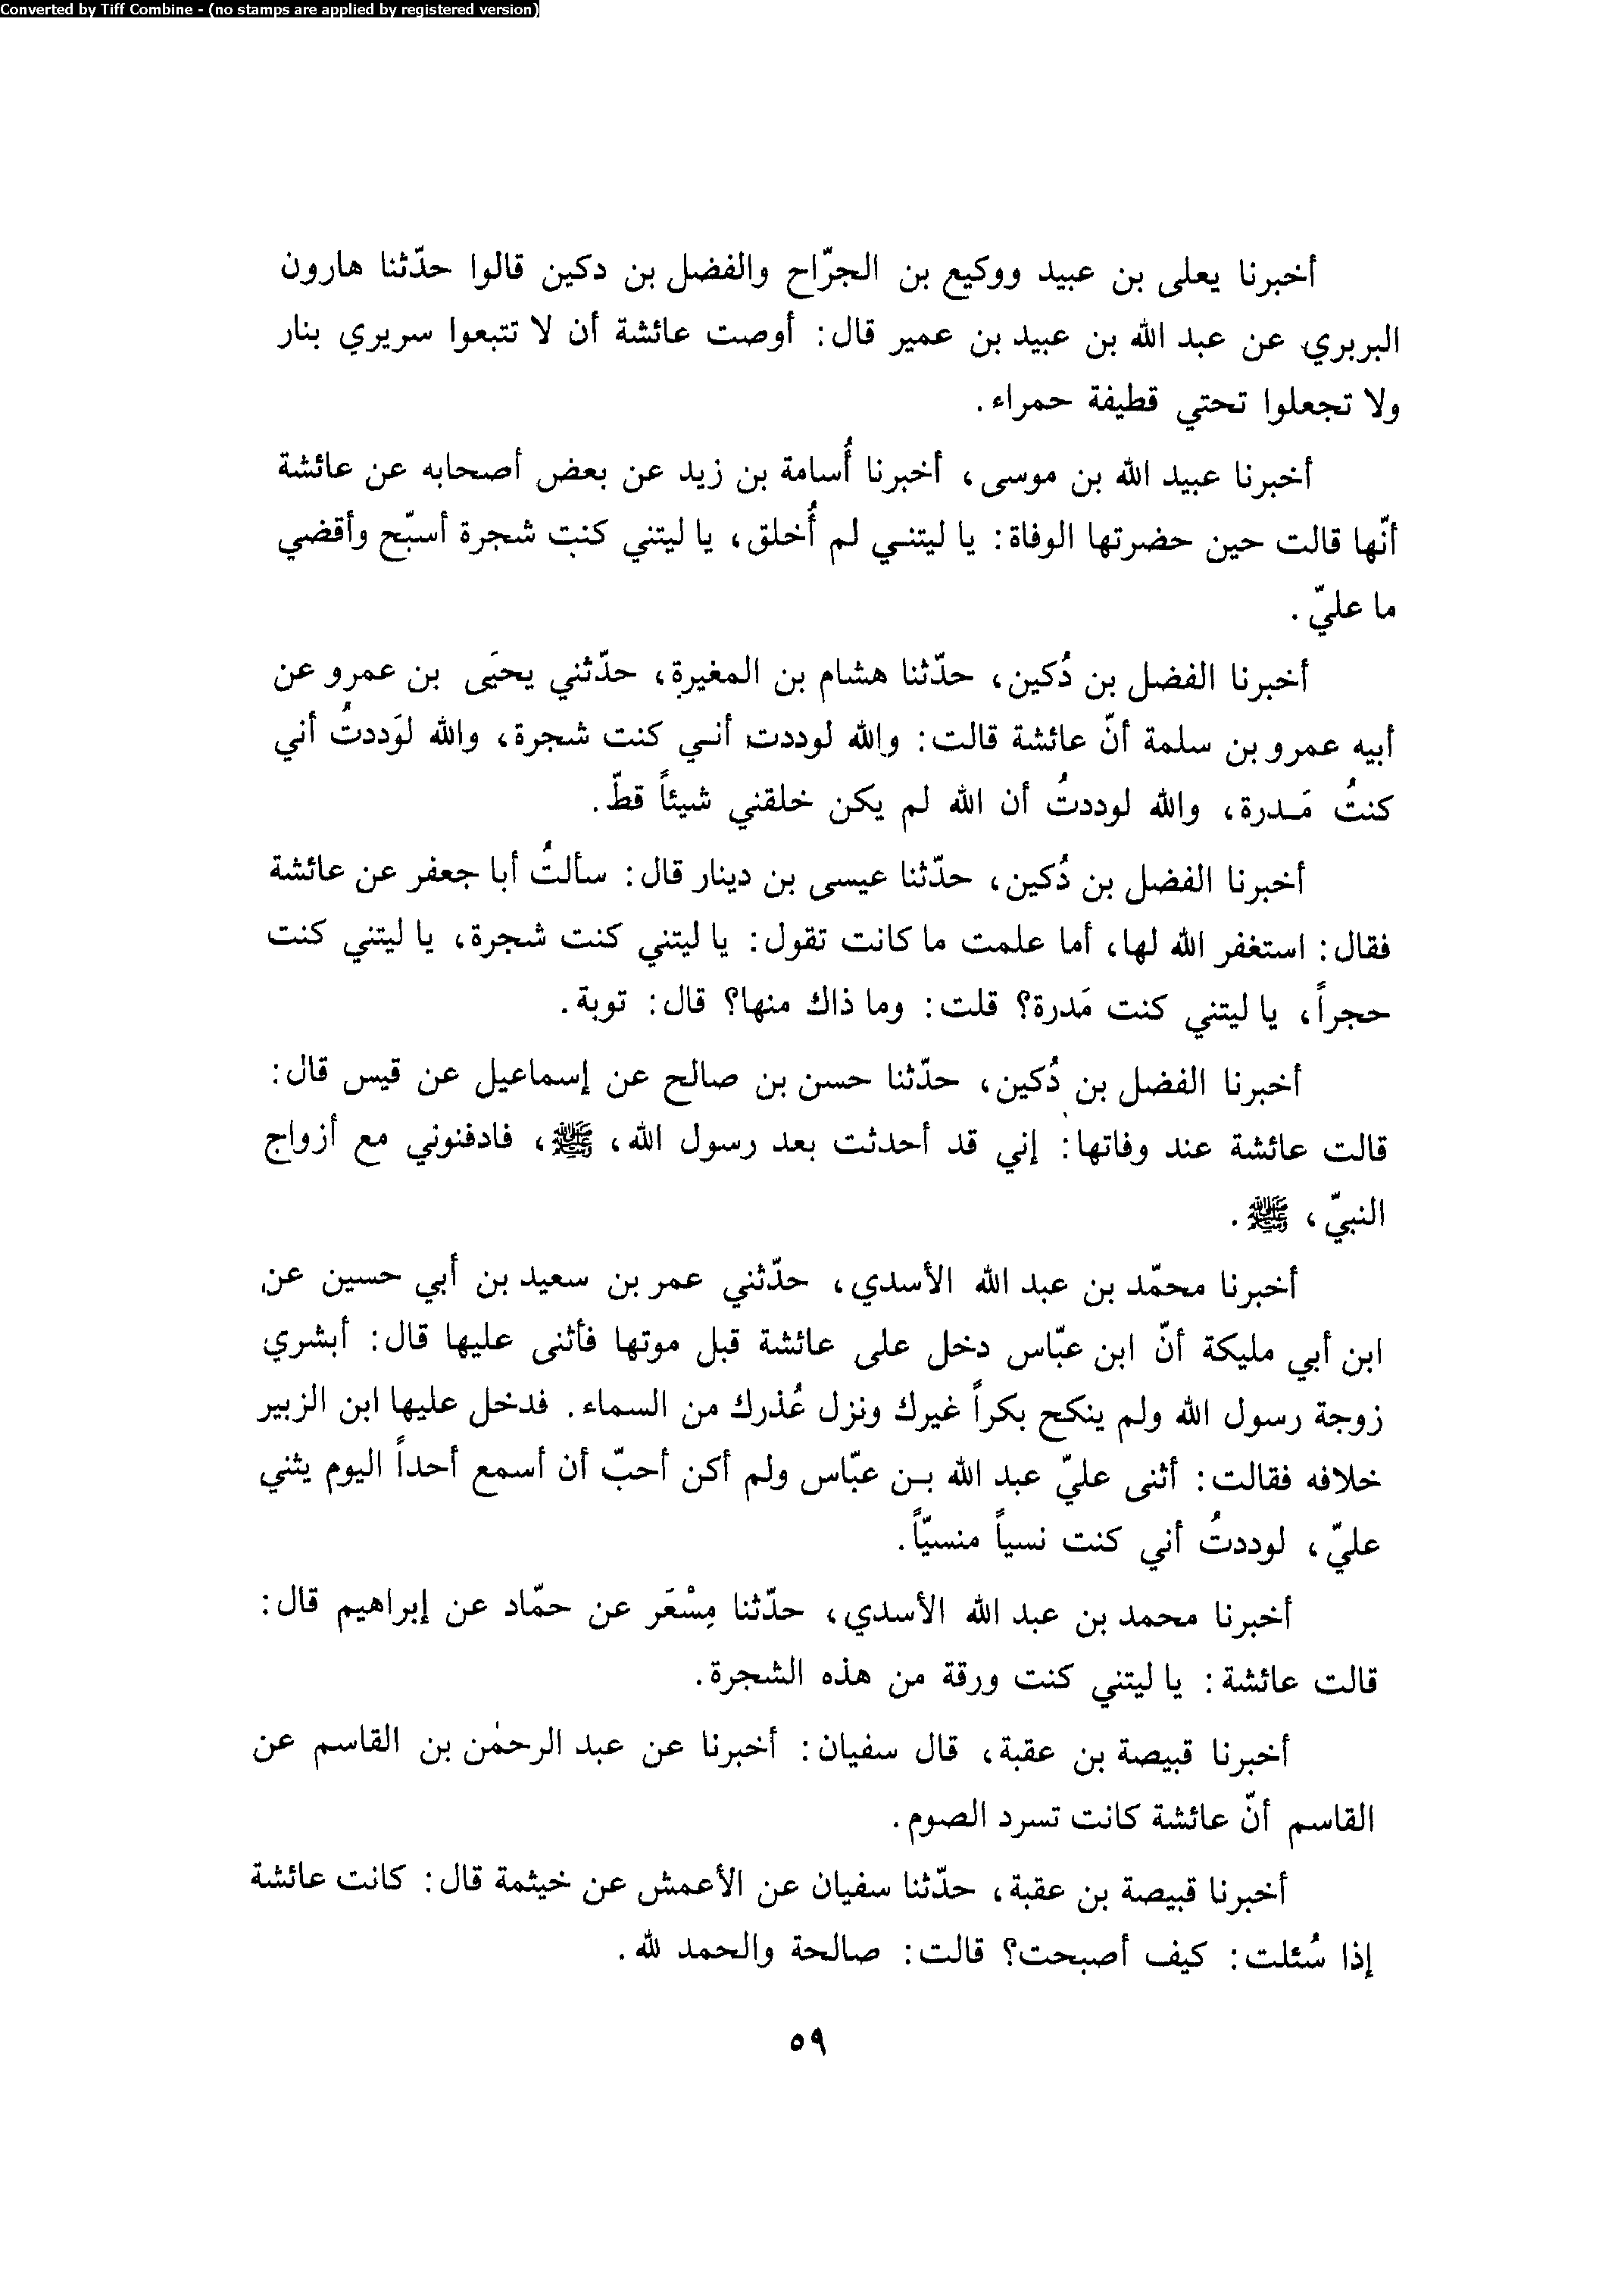 Converted by Tiff Combine - (no stamps are applied by registered version)
أخبرنا يعلى بن عبيد ووكيع بن الجرّاح والفضل بن دكين قالوا حدّثنا هارون
البربري عن عبد الله بن عبيد بن عمير قال: أوصت عائشة أن لا تتبعوا سريري بنار
ولا تجعلوا تحتي قطيفة حمراء.
أخبرنا عبيد الله بن موسى، أخبرنا أُسامة بن زيد عن بعض أصحابه عن عائشة
أنّها قالت حين حضرتها الوفاة: يا ليتني لم أُخلق، يا ليتني كنت شجرة أسبّح وأقضي
ما عليّ.
أخبرنا الفضل بن دُكين، حدّثنا هشام بن المغيرة، حدّثني يحيَى بن عمرو عن
أبيه عمرو بن سلمة أنّ عائشة قالت: والله لوددت أني كنت شجرة، والله لوَددتُ أني
كنتُ مَدرة، والله لوددتُ أن الله لم يكن خلقني شيئاً قطّ.
أخبرنا الفضل بن دُكين، حدّثنا عيسى بن دينار قال: سألتُ أبا جعفر عن عائشة
فقال: استغفر الله لها، أما علمت ما كانت تقول: يا ليتني كنت شجرة، يا ليتني كنت
حجراً، يا ليتني كنت مَدرة؟ قلت: وما ذاك منها؟ قال: توبة.
أخبرنا الفضل بن دُكين، حدّثنا حسن بن صالح عن إسماعيل عن قيس قال:
قالت عائشة عند وفاتها: إني قد أحدثت بعد رسول الله، ﷺ، فادفنوني مع أزواج
النبيّ، ﷺ.
أخبرنا محمّد بن عبد الله الأسدي، حدّثني عمر بن سعيد بن أبي حسين عن
ابن أبي مليكة أنّ ابن عبّاس دخل على عائشة قبل موتها فأثنى عليها قال: أبشري
زوجة رسول الله ولم ينكح بكراً غيرك ونزل عُذرك من السماء. فدخل عليها ابن الزبير
خلافه فقالت: أثنى عليّ عبد الله بن عبّاس ولم أكن أحبّ أن أسمع أحداً اليوم يثني
عليّ، لوددتُ أني كنت نسياً منسيّاً.
أخبرنا محمد بن عبد الله الأسدي، حدّثنا مِسْعَر عن حمّاد عن إبراهيم قال:
قالت عائشة: يا ليتني كنت ورقة من هذه الشجرة.
أخبرنا قبيصة بن عقبة، قال سفيان: أخبرنا عن عبد الرحمٰن بن القاسم عن
القاسم أنّ عائشة كانت تسرد الصوم.
أخبرنا قبيصة بن عقبة، حدّثنا سفيان عن الأعمش عن خيثمة قال: كانت عائشة
إذا سُئلت: كيف أصبحت؟ قالت: صالحة والحمد لله.
٥٩